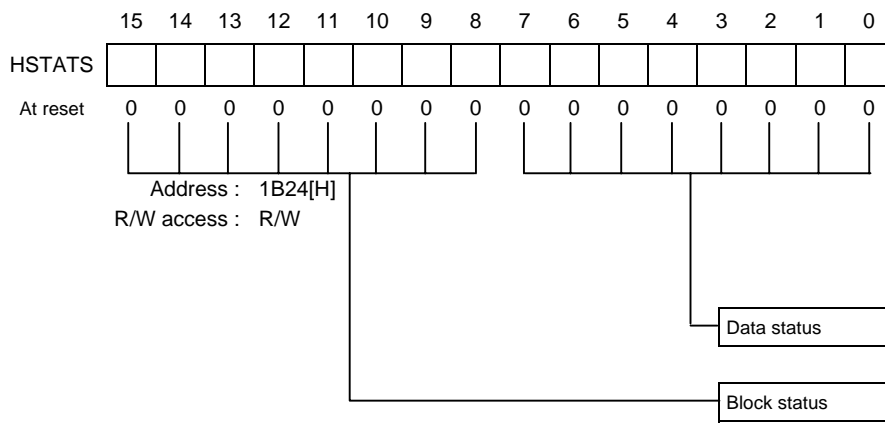 15 14 13 12 11 10 9 8 7 6 5 4 3 2 1 0
HSTATS
At reset 0 0 0 0 0 0 0 0 0 0 0 0 0 0 0 0
Address : 1B24[H]
R/W access : R/W
Data status
Block status